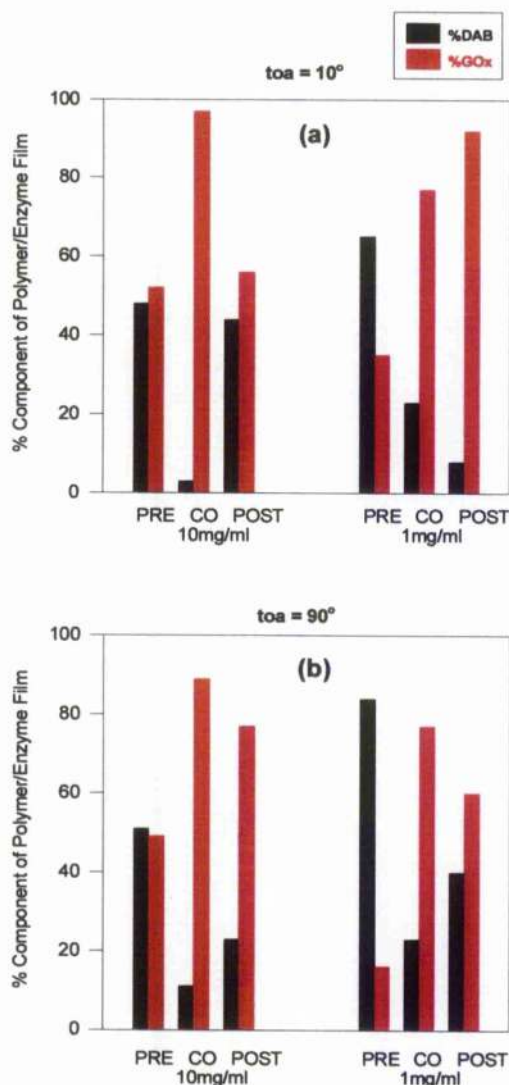 %DAB
%GOx
toa = 10°
(a)
% Component of Polymer/Enzyme Film
100
80
60
40
20
0
PRE CO POST PRE CO POST
10mg/ml 1mg/ml
toa = 90°
(b)
% Component of Polymer/Enzyme Film
100
80
60
40
20
0
PRE CO POST PRE CO POST
10mg/ml 1mg/ml